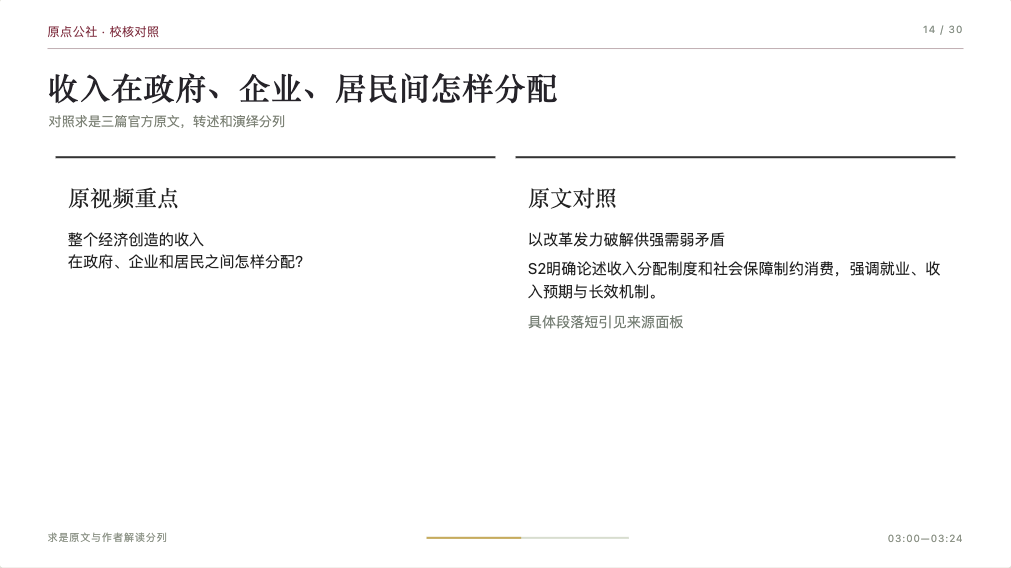 原点公社 · 校核对照
14 / 30
收入在政府、企业、居民间怎样分配
对照求是三篇官方原文，转述和演绎分列
原视频重点
整个经济创造的收入
在政府、企业和居民之间怎样分配?
原文对照
以改革发力破解供强需弱矛盾
S2明确论述收入分配制度和社会保障制约消费，强调就业、收
入预期与长效机制。
具体段落短引见来源面板
求是原文与作者解读分列
03:00—03:24